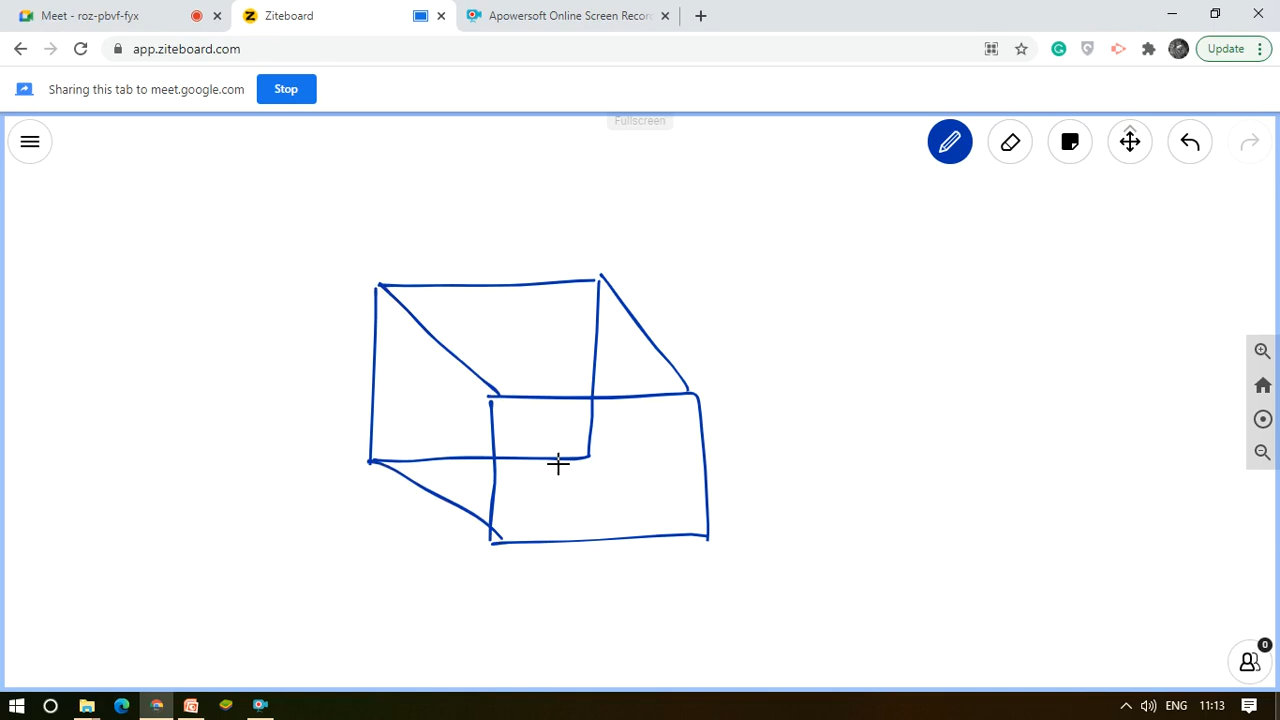 Meet - roz-pbvf-fyx
Ziteboard
Apowersoft Online Screen Recor
app.ziteboard.com
Update
Sharing this tab to meet.google.com
Stop
Fullscreen
0
ENG
11:13